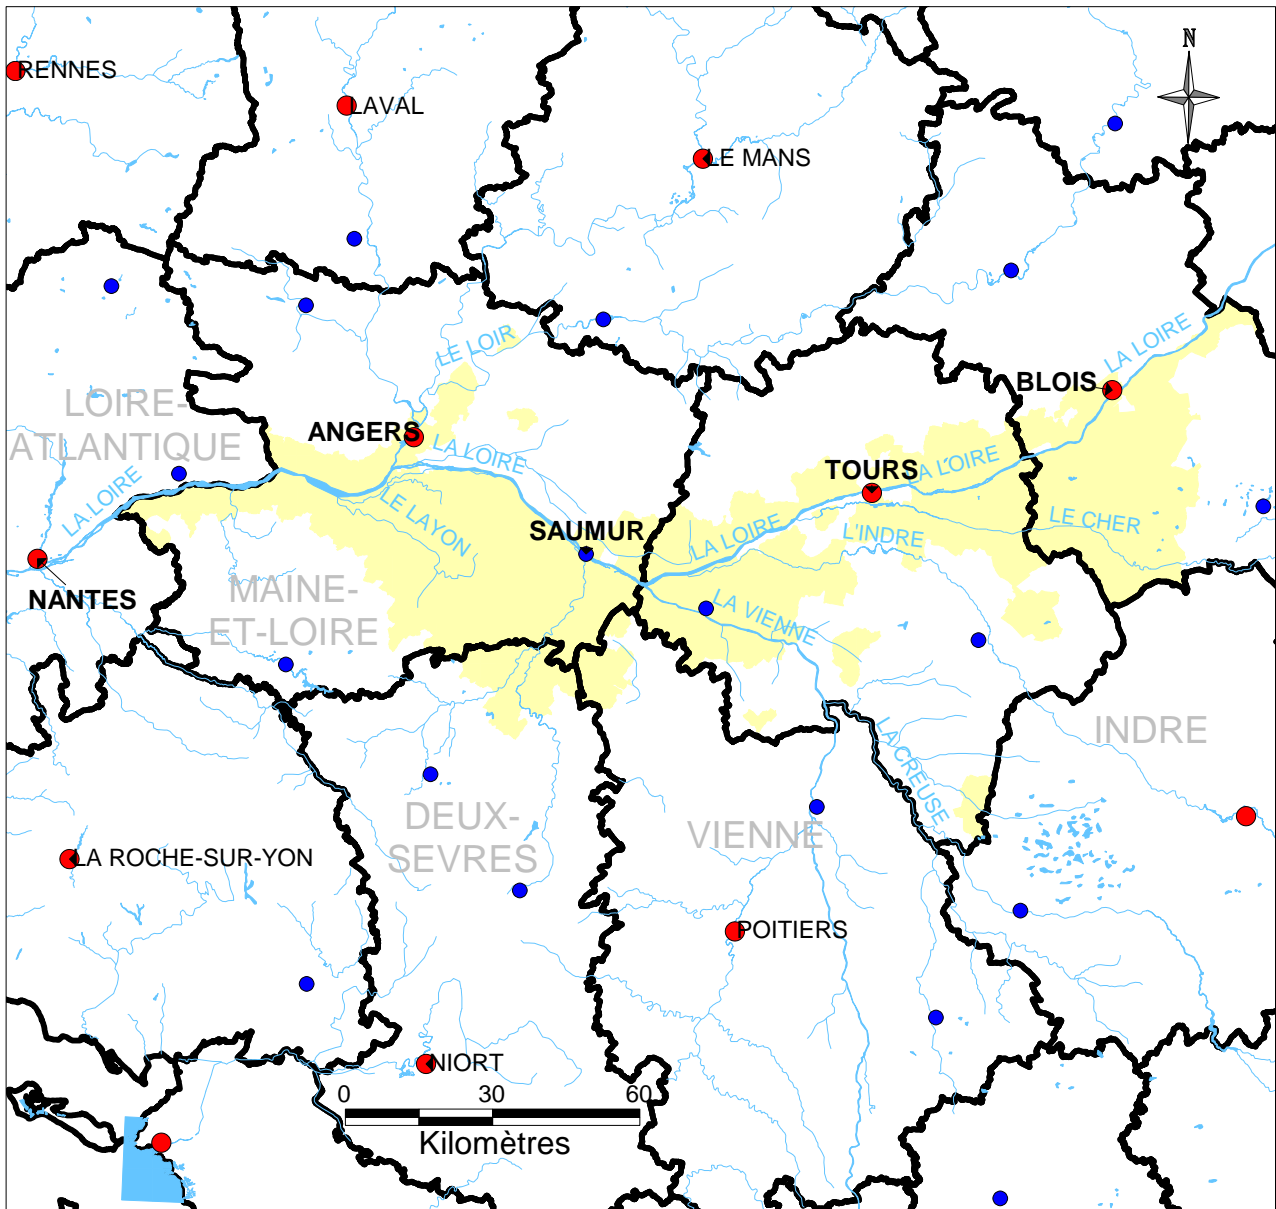 N
RENNES
LAVAL
LE MANS
LA LOIRE
LE LOIR
BLOIS
LOIRE-
ATLANTIQUE
ANGERS
LA LOIRE
LA LOIRE
TOURS
LA LOIRE
LE LAYON
SAUMUR
LA LOIRE
L'INDRE
LE CHER
NANTES
MAINE-
ET-LOIRE
LA VIENNE
INDRE
LA CREUSE
DEUX-
SEVRES
VIENNE
LA ROCHE-SUR-YON
POITIERS
NIORT
0 30 60
Kilomètres